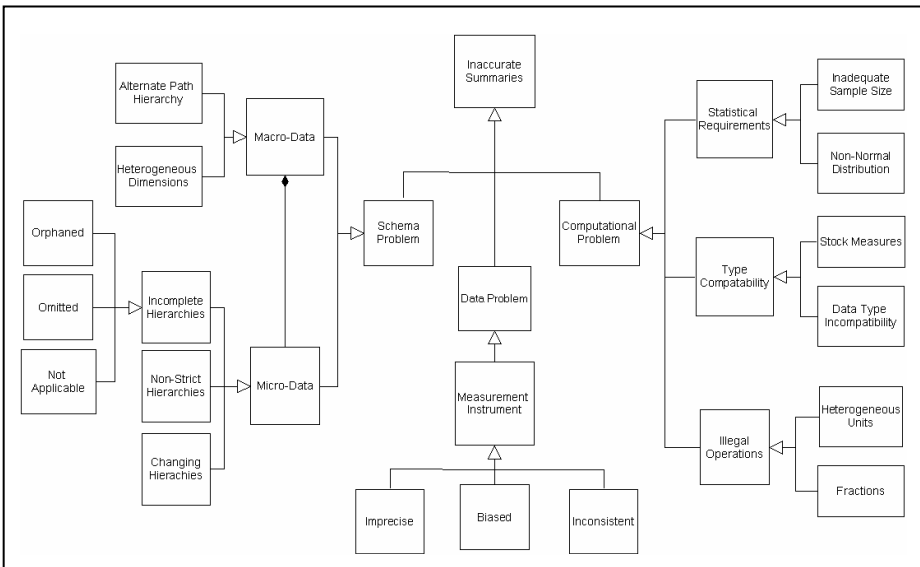 Inaccurate
Summaries
Alternate Path
Hierarchy
Macro-Data
Heterogeneous
Dimensions
Statistical
Requirements
Inadequate
Sample Size
Non-Normal
Distribution
Schema
Problem
Computational
Problem
Orphaned
Omitted
Not
Applicable
Incomplete
Hierarchies
Non-Strict
Hierarchies
Changing
Hierachies
Micro-Data
Data Problem
Measurement
Instrument
Imprecise
Biased
Inconsistent
Type
Compatability
Stock Measures
Data Type
Incompatibility
Illegal
Operations
Heterogeneous
Units
Fractions